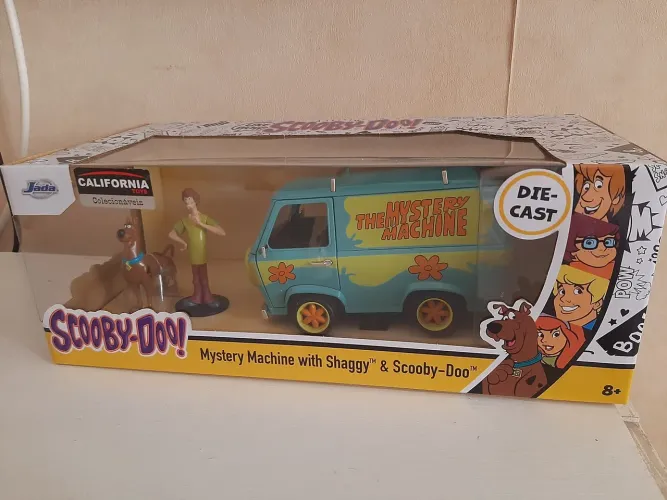 SCOOBY-DOO!
Jada
CALIFORNIA
TOYS
Colecionáveis
THE MYSTERY
MACHINE
DIE-
CAST
POW
SCOOBY-DOO!
Mystery Machine with Shaggy™ & Scooby-Doo™
8+